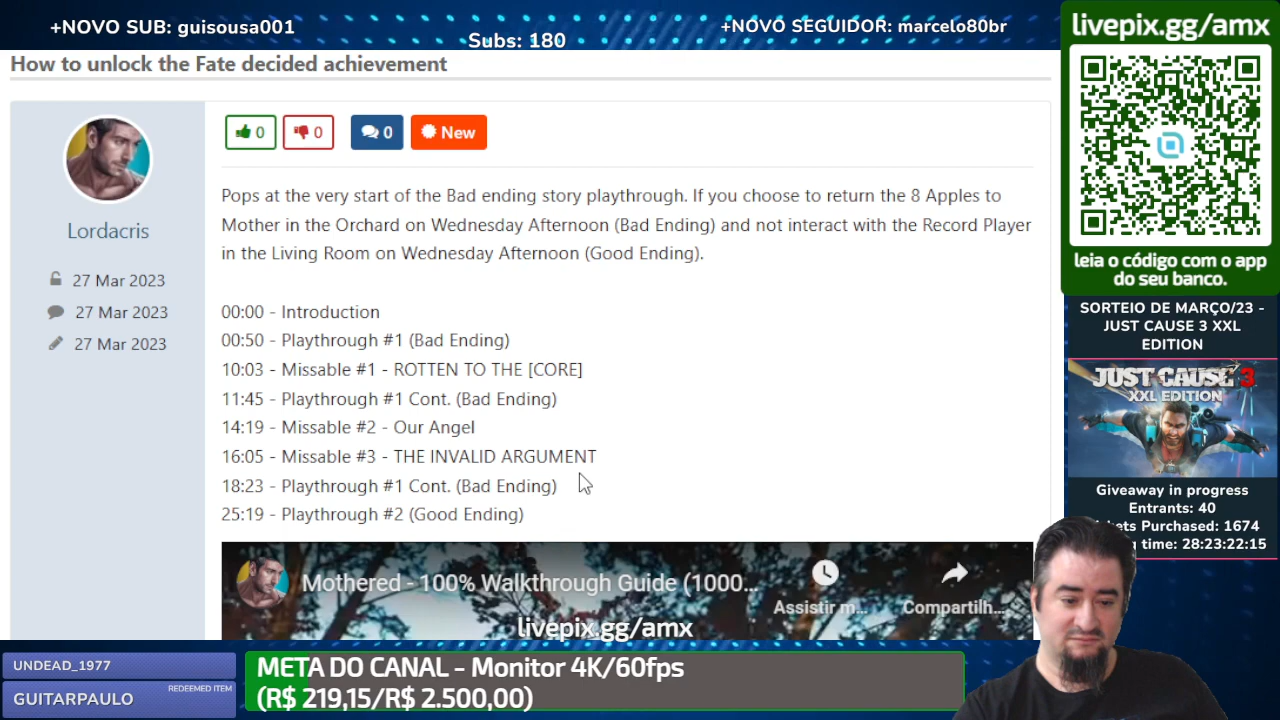 +NOVO SUB: guisousa001
Subs: 180
+NOVO SEGUIDOR: marcelo80br
livepix.gg/amx
leia o código com o app
do seu banco.
How to unlock the Fate decided achievement
0
0
0
New
Lordacris
27 Mar 2023
27 Mar 2023
27 Mar 2023
Pops at the very start of the Bad ending story playthrough. If you choose to return the 8 Apples to
Mother in the Orchard on Wednesday Afternoon (Bad Ending) and not interact with the Record Player
in the Living Room on Wednesday Afternoon (Good Ending).
00:00 - Introduction
00:50 - Playthrough #1 (Bad Ending)
10:03 - Missable #1 - ROTTEN TO THE [CORE]
11:45 - Playthrough #1 Cont. (Bad Ending)
14:19 - Missable #2 - Our Angel
16:05 - Missable #3 - THE INVALID ARGUMENT
18:23 - Playthrough #1 Cont. (Bad Ending)
25:19 - Playthrough #2 (Good Ending)
Mothered - 100% Walkthrough Guide (1000...
Assistir m...
Compartilh...
livepix.gg/amx
SORTEIO DE MARÇO/23 -
JUST CAUSE 3 XXL
EDITION
JUST CAUSE 3
XXL EDITION
Giveaway in progress
Entrants: 40
Purchased: 1674
time: 28:23:22:15
UNDEAD_1977
GUITARPAULO
REDEEMED ITEM
META DO CANAL - Monitor 4K/60fps
(R$ 219,15/R$ 2.500,00)